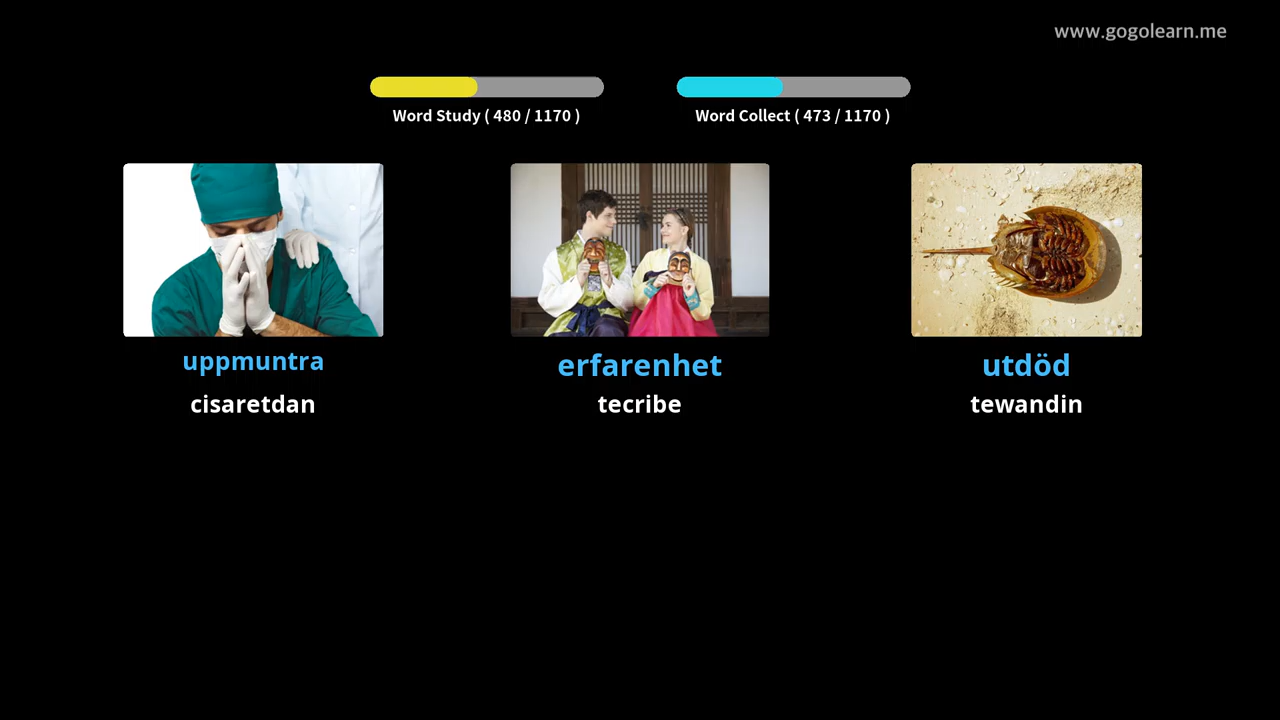 www.gogolearn.me
Word Study ( 480 / 1170 )
Word Collect ( 473 / 1170 )
uppmuntra
cisaretdan
erfarenhet
tecribe
utdöd
tewandin